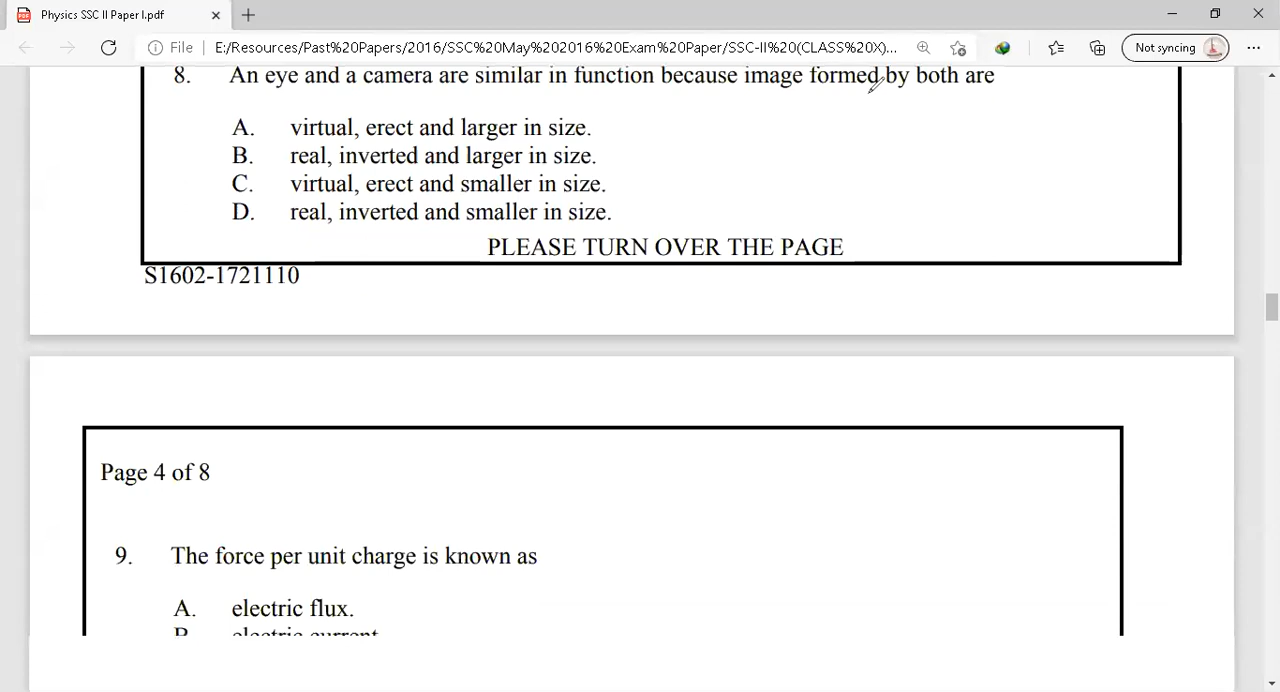 Physics SSC II Paper I.pdf
File E:/Resources/Past%20Papers/2016/SSC%20May%202016%20Exam%20Paper/SSC-II%20(CLASS%20X)... Not syncing
8. An eye and a camera are similar in function because image formed by both are
A. virtual, erect and larger in size.
B. real, inverted and larger in size.
C. virtual, erect and smaller in size.
D. real, inverted and smaller in size.
PLEASE TURN OVER THE PAGE
S1602-1721110
Page 4 of 8
9. The force per unit charge is known as
A. electric flux.
B. electric current.